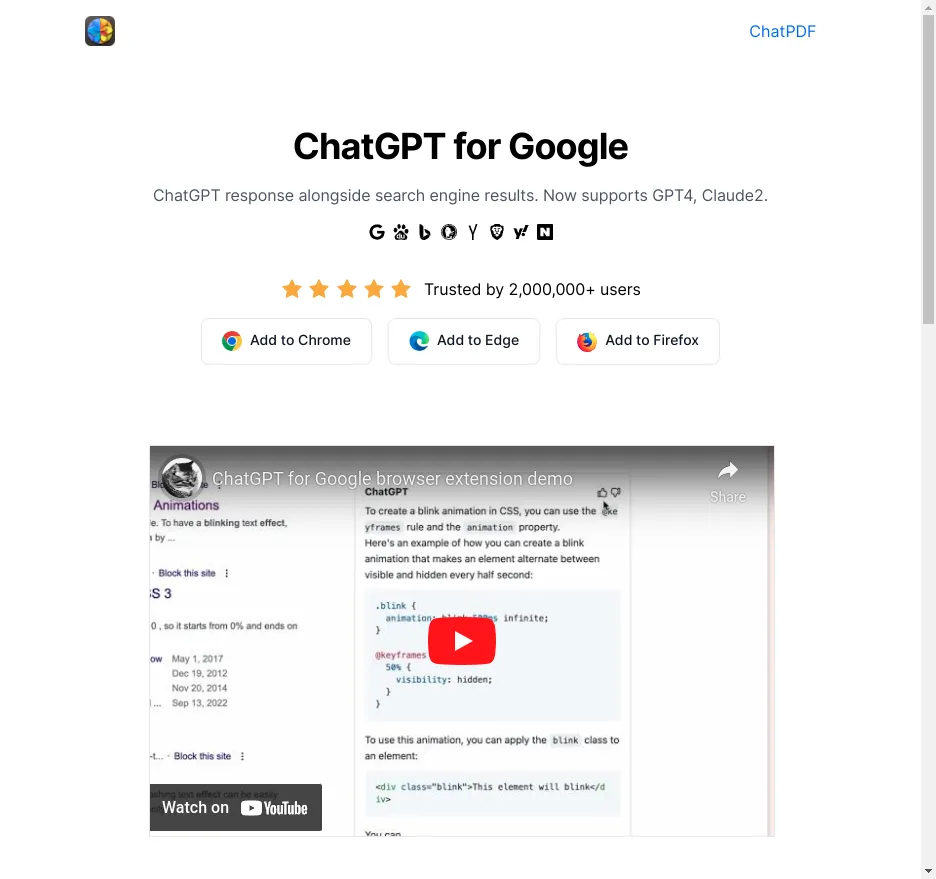 ChatPDF
ChatGPT for Google
ChatGPT response alongside search engine results. Now supports GPT4, Claude2.
Trusted by 2,000,000+ users
Add to Chrome
Add to Edge
Add to Firefox
ChatGPT for Google browser extension demo
Share
ChatGPT
Animations
To create a blink animation in CSS, you can use the @ke
e. To have a blinking text effect,
yframes rule and the animation property.
by ...
Here's an example of how you can create a blink
animation that makes an element alternate between
visible and hidden every half second:
· Block this site
S 3
.blink {
animation: blink 500ms infinite;
}
0 , so it starts from 0% and ends on
@keyframes
50% {
visibility: hidden;
}
}
ow May 1, 2017
Dec 19, 2012
Nov 20, 2014
... Sep 13, 2022
To use this animation, you can apply the blink class to
an element:
-t... · Block this site
<div class="blink">This element will blink</d
iv>
Watch on YouTube
You can